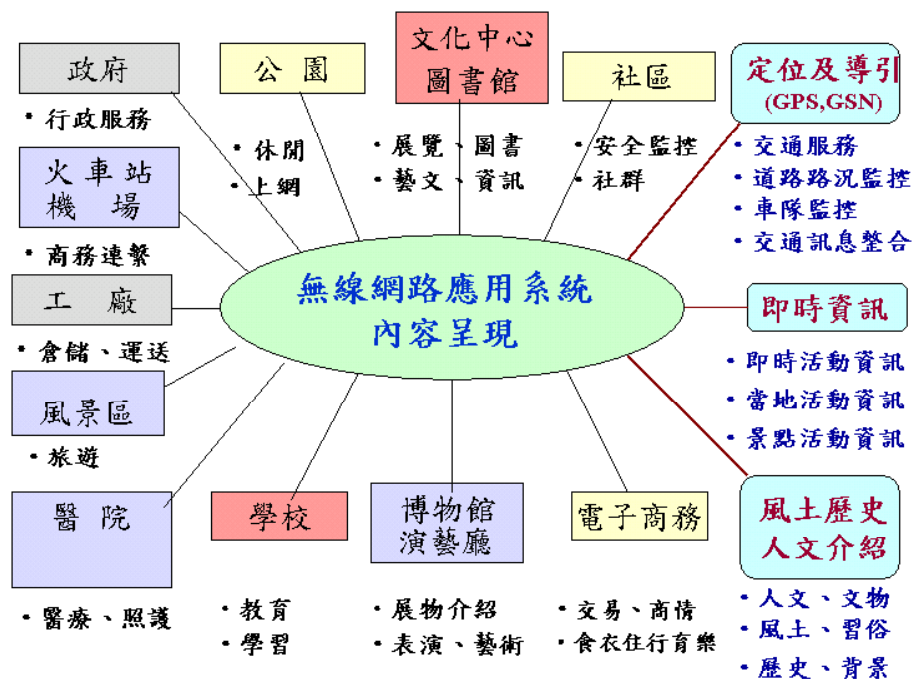 政府
• 行政服務
公園
• 休閒
• 上網
文化中心
圖書館
• 展覽、圖書
• 藝文、資訊
社區
• 安全監控
• 社群
定位及導引
(GPS,GSN)
• 交通服務
• 道路路況監控
• 車隊監控
• 交通訊息整合
火車站
機場
• 商務連繫
無線網路應用系統
內容呈現
工廠
• 倉儲、運送
即時資訊
• 即時活動資訊
• 當地活動資訊
• 景點活動資訊
風景區
• 旅遊
醫院
• 醫療、照護
學校
• 教育
• 學習
博物館
演藝廳
• 展物介紹
• 表演、藝術
電子商務
• 交易、商情
• 食衣住行育樂
風土歷史
人文介紹
• 人文、文物
• 風土、習俗
• 歷史、背景